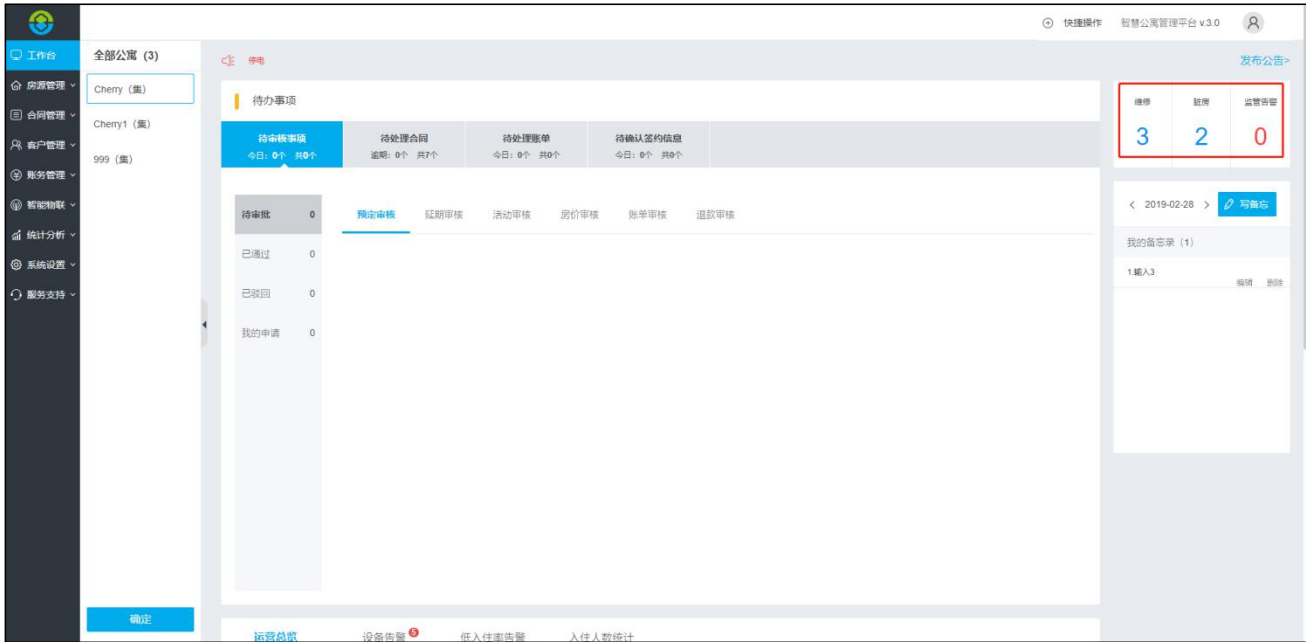 快捷操作 智慧公寓管理平台 v.3.0
工作台
房源管理
合同管理
客户管理
账务管理
智能物联
统计分析
系统设置
服务支持
全部公寓 (3)
Cherry (集)
Cherry1 (集)
999 (集)
确定
停电
发布公告>
待办事项
待审核事项 待处理合同 待处理账单 待确认签约信息
今日: 0个 共0个 逾期: 0个 共7个 今日: 0个 共0个 今日: 0个 共0个
待审批 0
已通过 0
已驳回 0
我的申请 0
预定审核 延期审核 活动审核 房价审核 账单审核 退款审核
维修 脏房 监管告警
3 2 0
< 2019-02-28 > 写备忘
我的备忘录 (1)
1.输入3
编辑 删除
运营总览 设备告警 5 低入住率告警 入住人数统计